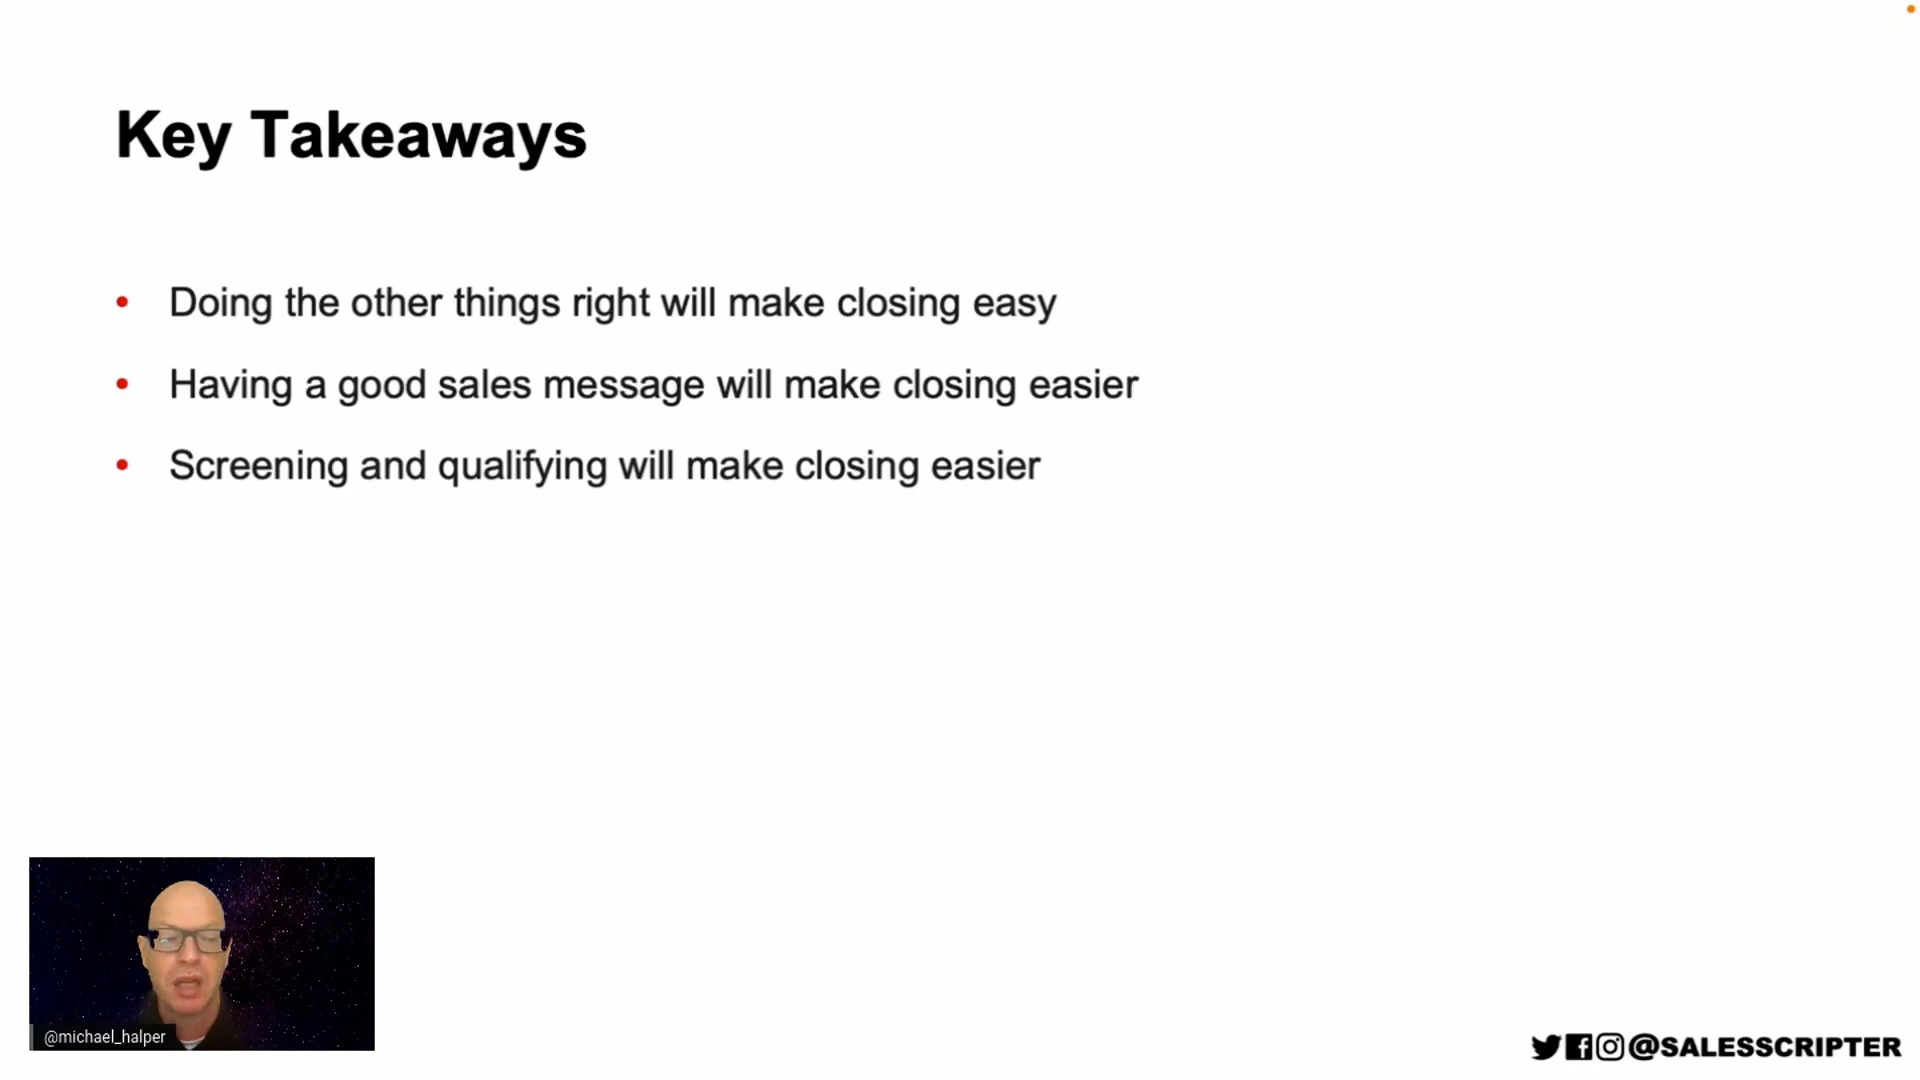 Key Takeaways
• Doing the other things right will make closing easy
• Having a good sales message will make closing easier
• Screening and qualifying will make closing easier
@michael_halper
@SALESSCRIPTER